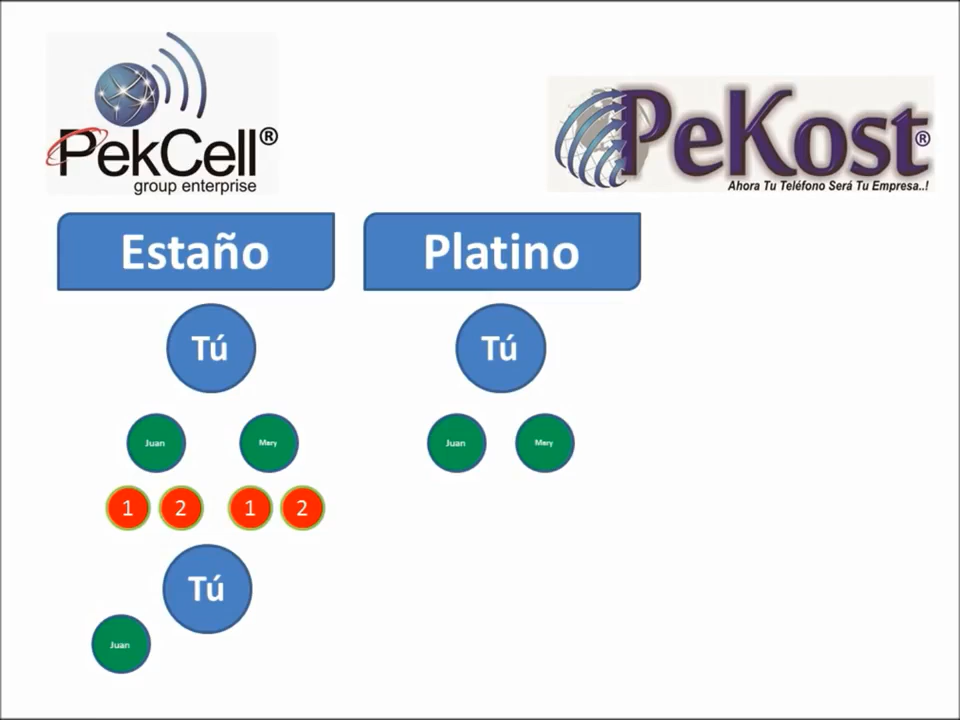 PekCell®
group enterprise
PeKost®
Ahora Tu Teléfono Será Tu Empresa..!
Estaño
Platino
Tú
Tú
Juan
Mery
Juan
Mery
1
2
1
2
Tú
Juan